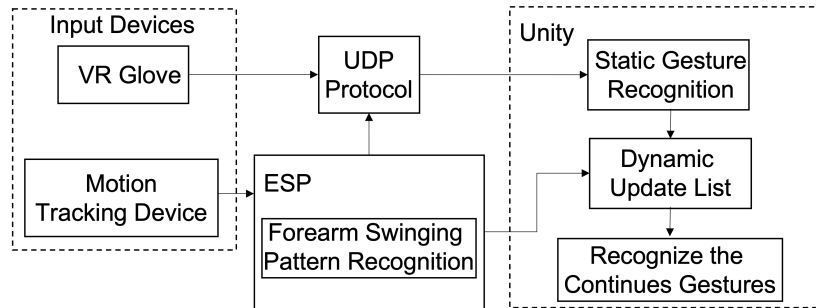 Input Devices
VR Glove
Motion
Tracking Device
UDP
Protocol
ESP
Forearm Swinging
Pattern Recognition
Unity
Static Gesture
Recognition
Dynamic
Update List
Recognize the
Continues Gestures